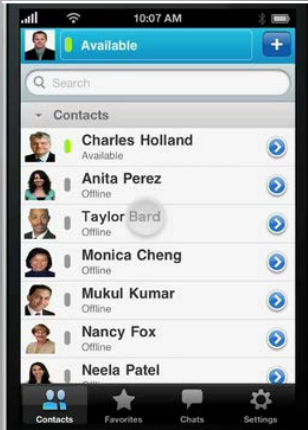 10:07 AM
Available
+
Search
Contacts
Charles Holland
Available
Anita Perez
Offline
Taylor Bard
Offline
Monica Cheng
Offline
Mukul Kumar
Offline
Nancy Fox
Offline
Neela Patel
Offline
Contacts Favorites Chats Settings